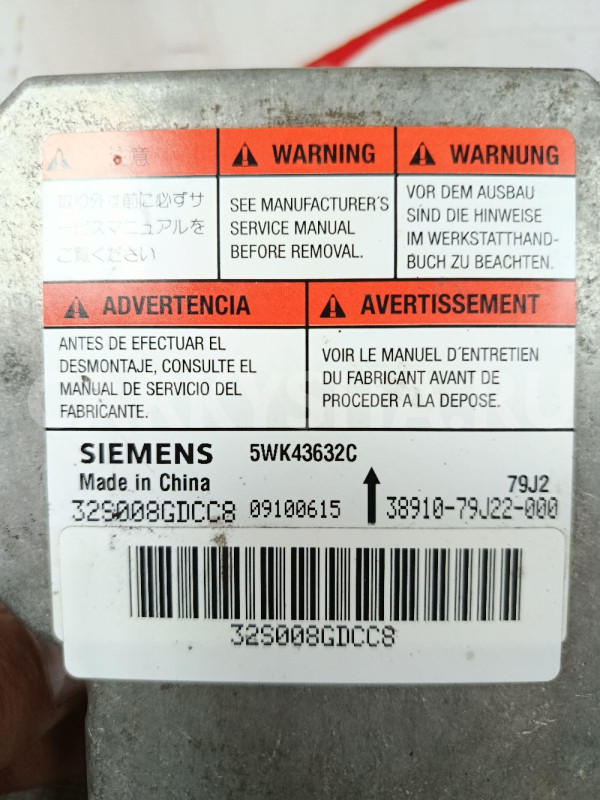 注意
取り外す前に必ずサ
ービスマニュアルを
ご覧ください
WARNING
SEE MANUFACTURER'S
SERVICE MANUAL
BEFORE REMOVAL.
WARNUNG
VOR DEM AUSBAU
SIND DIE HINWEISE
IM WERKSTATTHAND-
BUCH ZU BEACHTEN.
ADVERTENCIA
ANTES DE EFECTUAR EL
DESMONTAJE, CONSULTE EL
MANUAL DE SERVICIO DEL
FABRICANTE.
AVERTISSEMENT
VOIR LE MANUEL D'ENTRETIEN
DU FABRICANT AVANT DE
PROCEDER A LA DEPOSE.
SIEMENS 5WK43632C
Made in China 79J2
32S008GDCC8 09100615 38910-79J22-000
32S008GDCC8